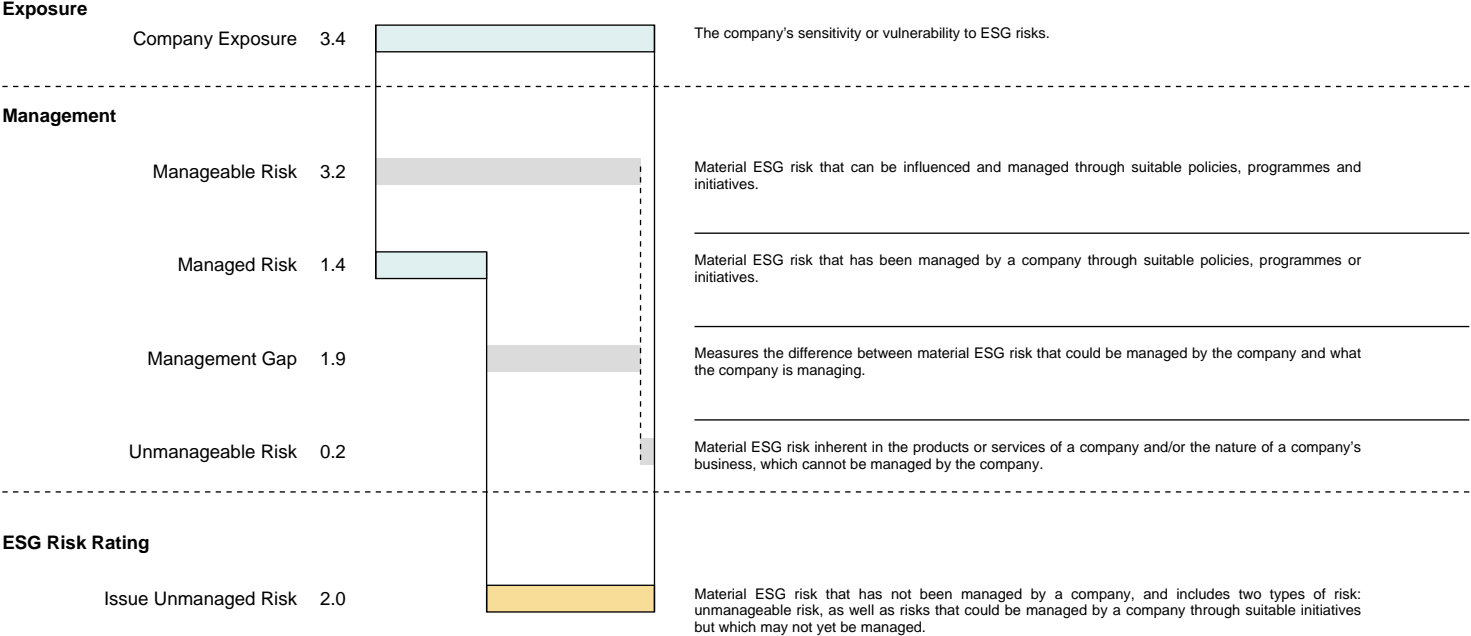 Exposure
Company Exposure 3.4
The company’s sensitivity or vulnerability to ESG risks.
Management
Manageable Risk 3.2
Material ESG risk that can be influenced and managed through suitable policies, programmes and
initiatives.
Managed Risk 1.4
Material ESG risk that has been managed by a company through suitable policies, programmes or
initiatives.
Management Gap 1.9
Measures the difference between material ESG risk that could be managed by the company and what
the company is managing.
Unmanageable Risk 0.2
Material ESG risk inherent in the products or services of a company and/or the nature of a company’s
business, which cannot be managed by the company.
ESG Risk Rating
Issue Unmanaged Risk 2.0
Material ESG risk that has not been managed by a company, and includes two types of risk:
unmanageable risk, as well as risks that could be managed by a company through suitable initiatives
but which may not yet be managed.